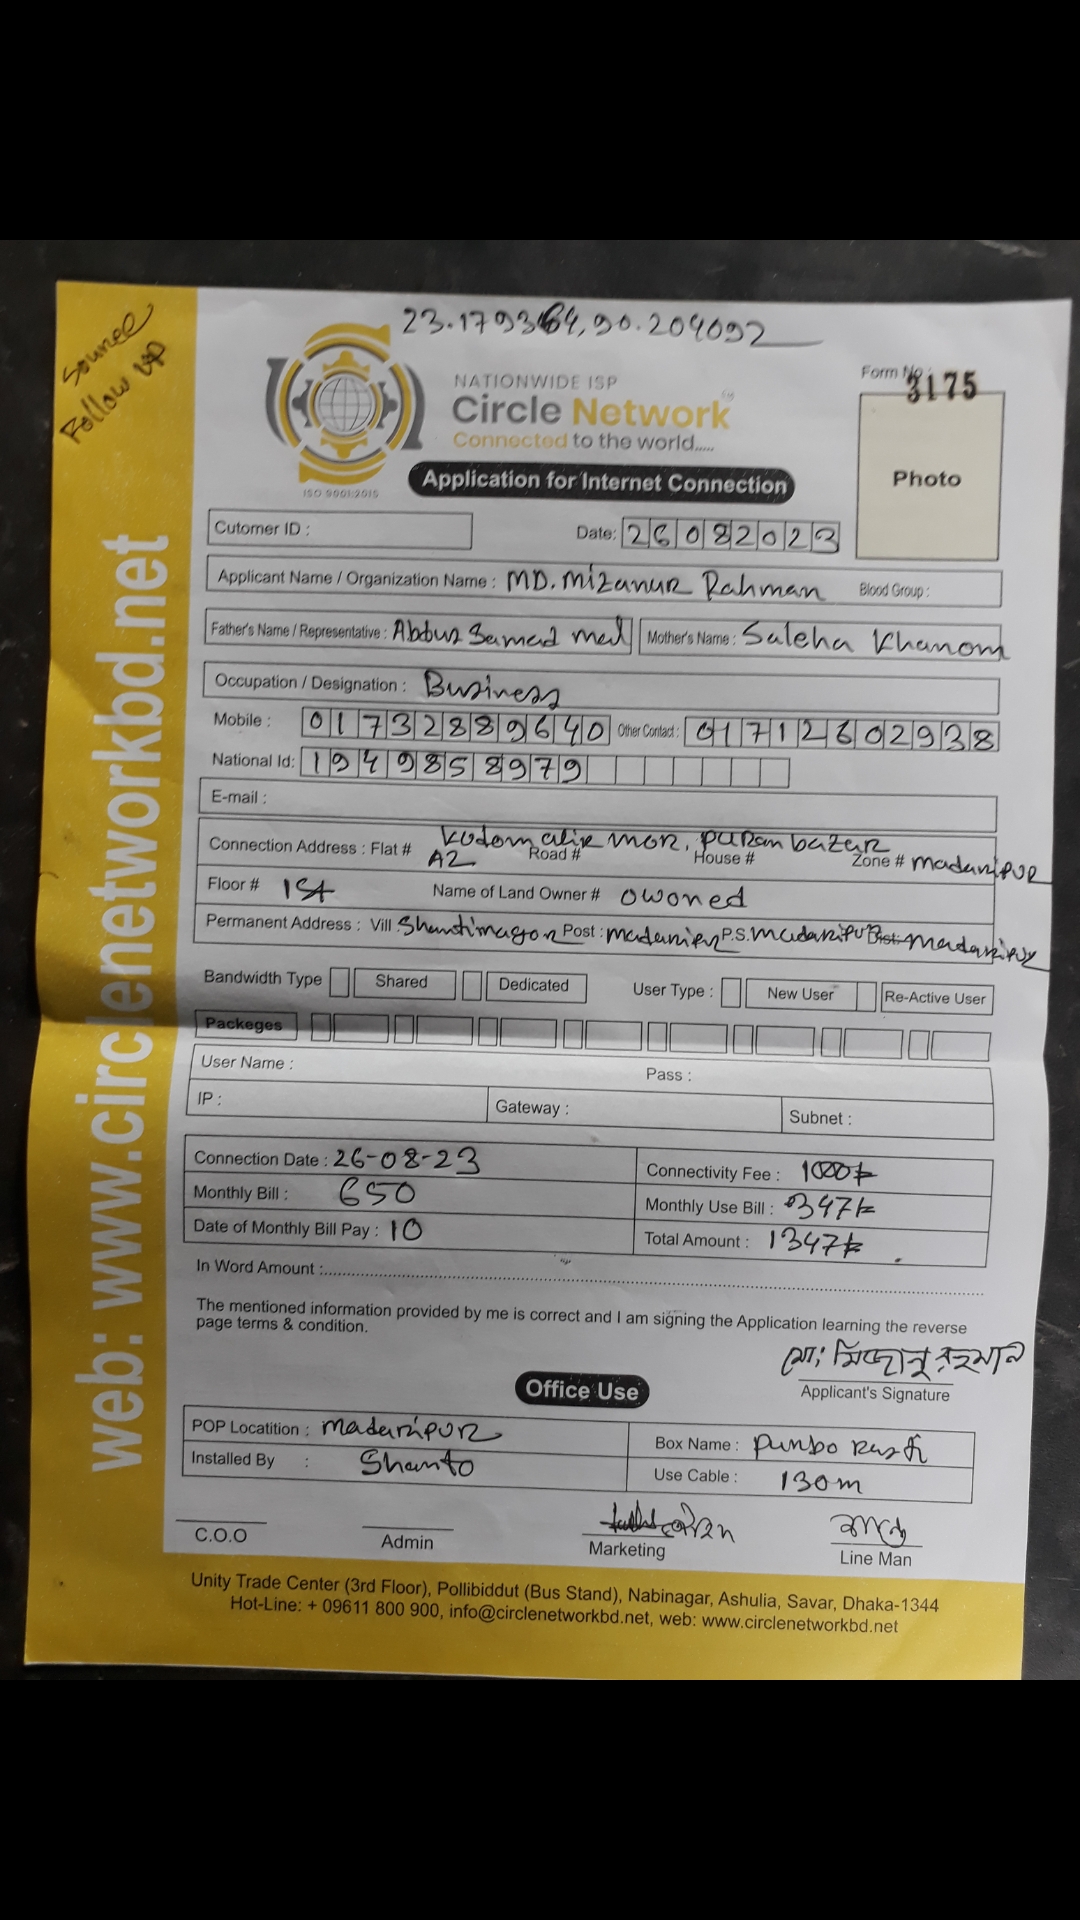 23.179364,90.204092
Source
Follow up
NATIONWIDE ISP
Circle Network
Connected to the world.....
ISO 9001:2015
Form No : 3175
Photo
Application for Internet Connection
Cutomer ID :
Date: 26082023
Applicant Name / Organization Name : MD. Mizanur Rahman Blood Group :
Father's Name / Representative : Abdur Samad Mal Mother's Name : Saleha Khanom
Occupation / Designation : Business
Mobile : 01732889640 Other Contact : 01712602938
National Id: 1949858979
E-mail :
Kudom alir mor, puran bazar
Connection Address : Flat # A2 Road # House # Zone # madaripur
Floor # 1st Name of Land Owner # owoned
Permanent Address : Vill : Shantinagor Post : madaripur P.S. madaripur Dist: madaripur
Bandwidth Type Shared Dedicated User Type : New User Re-Active User
Packeges
User Name : Pass :
IP : Gateway : Subnet :
Connection Date : 26-08-23 Connectivity Fee : 1000tk
Monthly Bill : 650 Monthly Use Bill : 347tk
Date of Monthly Bill Pay : 10 Total Amount : 1347tk
In Word Amount :
The mentioned information provided by me is correct and I am signing the Application learning the reverse
page terms & condition.
মো: মিজানুর রহমান
Applicant's Signature
Office Use
POP Locatition : madaripur Box Name : Purabo Rasti
Installed By : Shanto Use Cable : 130m
C.O.O Admin Marketing Line Man
Unity Trade Center (3rd Floor), Pollibiddut (Bus Stand), Nabinagar, Ashulia, Savar, Dhaka-1344
Hot-Line: + 09611 800 900, info@circlenetworkbd.net, web: www.circlenetworkbd.net
web: www.circlenetworkbd.net